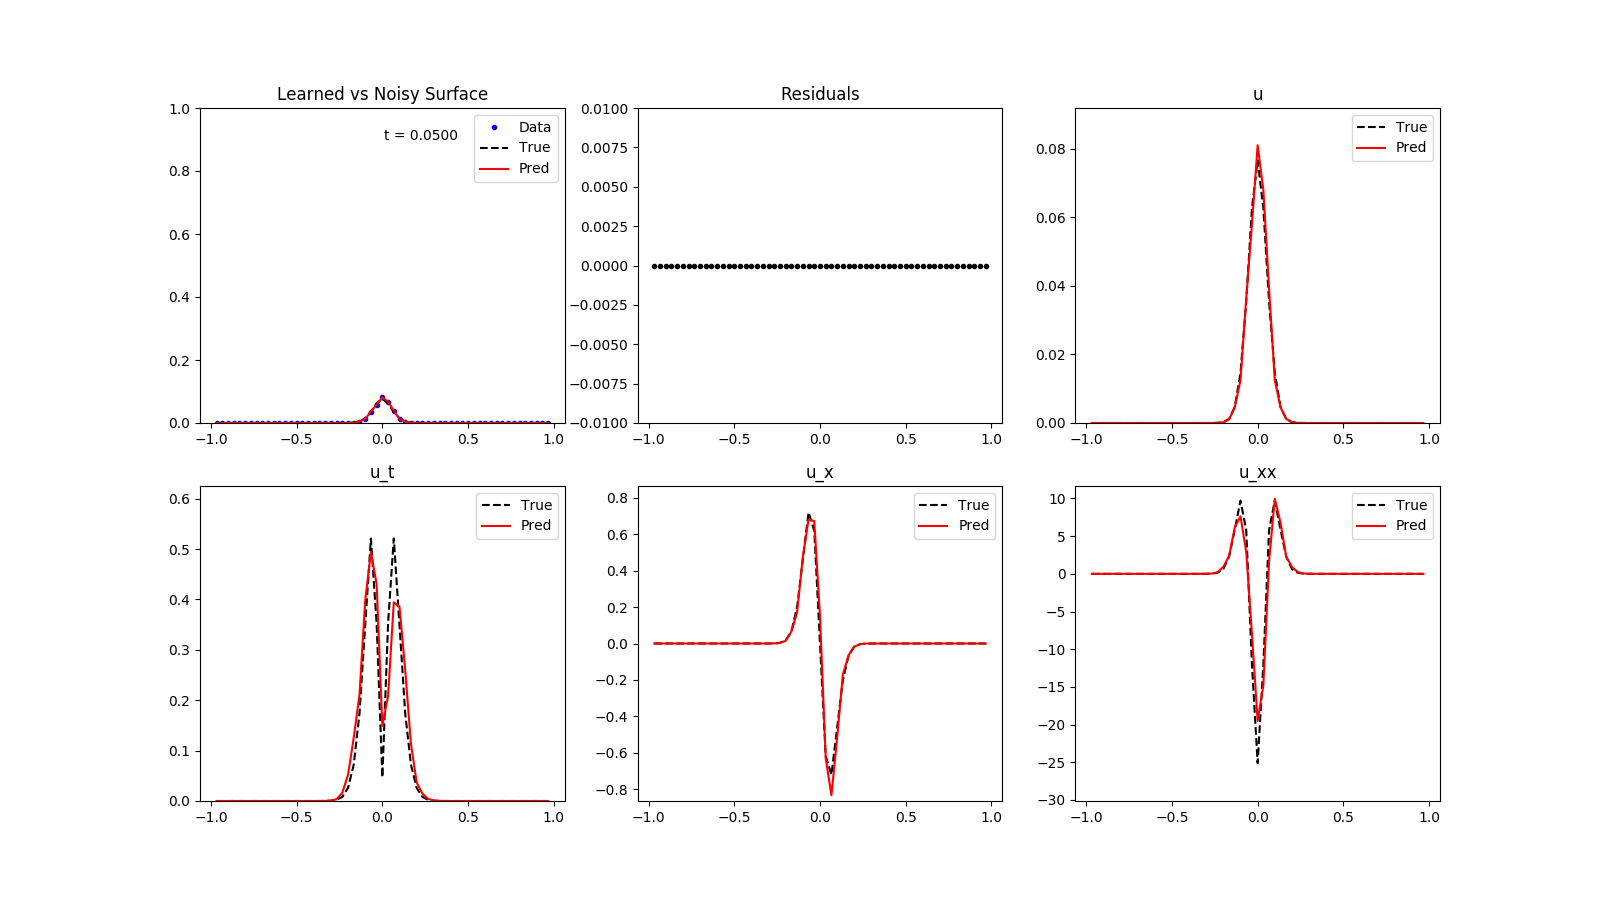 Learned vs Noisy Surface
t = 0.0500
Data
True
Pred
1.0
0.8
0.6
0.4
0.2
0.0
−1.0 −0.5 0.0 0.5 1.0
Residuals
0.0100
0.0075
0.0050
0.0025
0.0000
−0.0025
−0.0050
−0.0075
−0.0100
−1.0 −0.5 0.0 0.5 1.0
u
True
Pred
0.08
0.06
0.04
0.02
0.00
−1.0 −0.5 0.0 0.5 1.0
u_t
True
Pred
0.6
0.5
0.4
0.3
0.2
0.1
0.0
−1.0 −0.5 0.0 0.5 1.0
u_x
True
Pred
0.8
0.6
0.4
0.2
0.0
−0.2
−0.4
−0.6
−0.8
−1.0 −0.5 0.0 0.5 1.0
u_xx
True
Pred
10
5
0
−5
−10
−15
−20
−25
−30
−1.0 −0.5 0.0 0.5 1.0